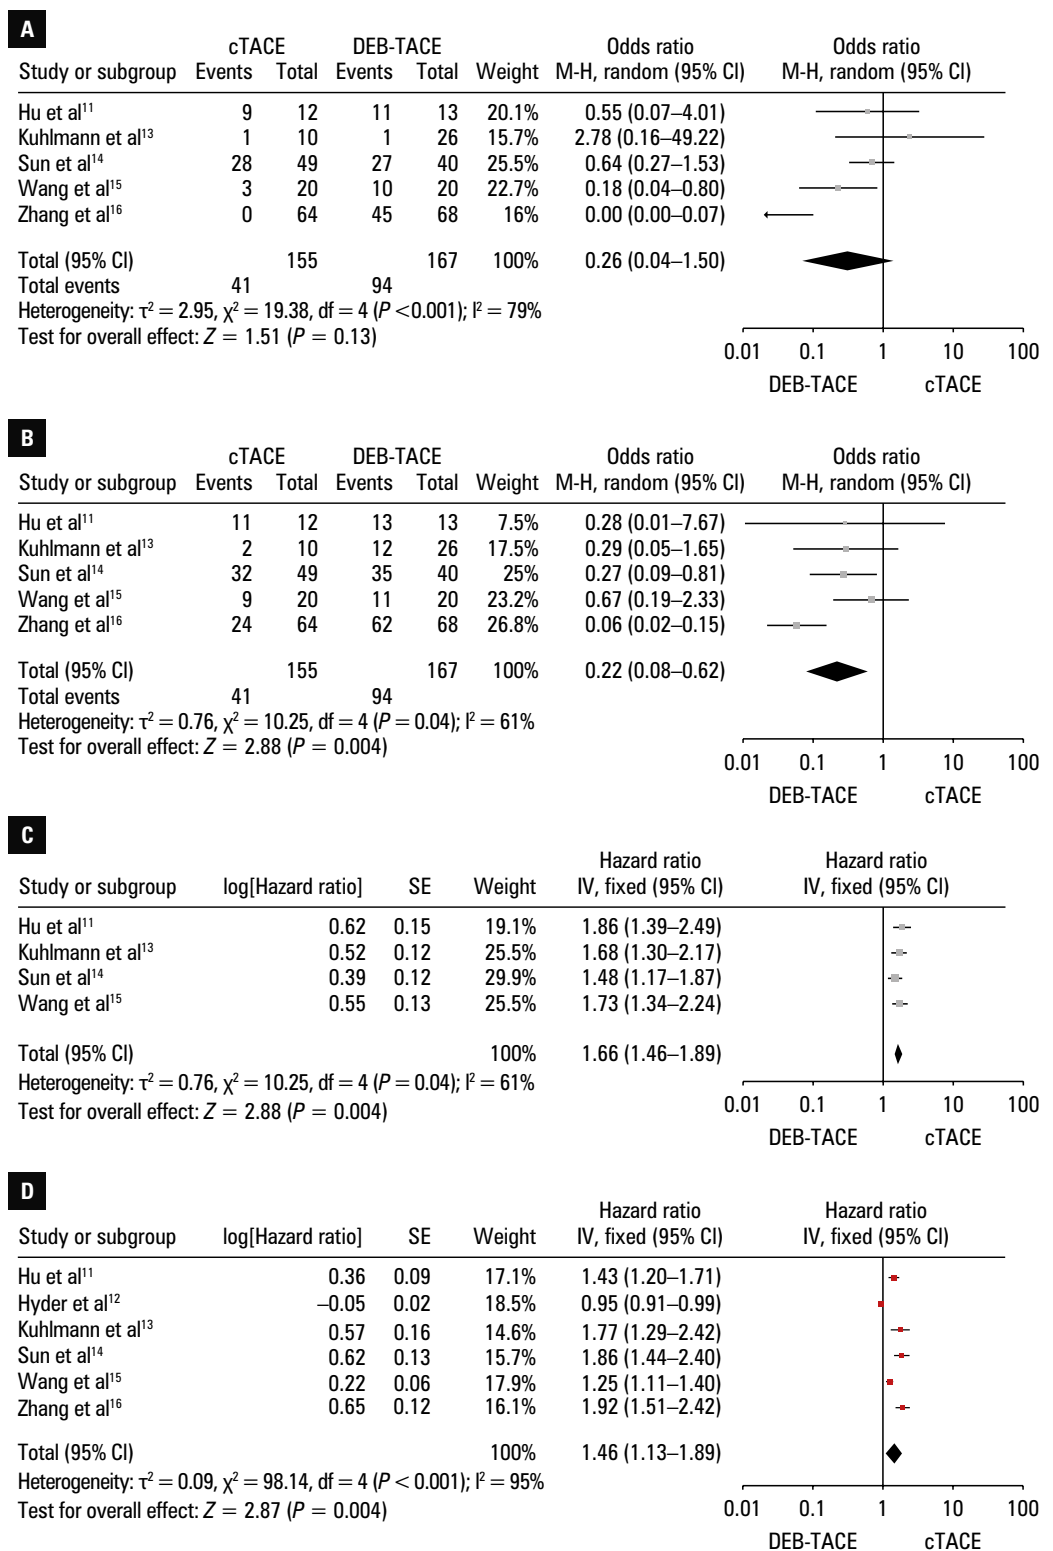 A
cTACE DEB-TACE Odds ratio Odds ratio
Study or subgroup Events Total Events Total Weight M-H, random (95% CI) M-H, random (95% CI)
Hu et al¹¹ 9 12 11 13 20.1% 0.55 (0.07–4.01)
Kuhlmann et al¹³ 1 10 1 26 15.7% 2.78 (0.16–49.22)
Sun et al¹⁴ 28 49 27 40 25.5% 0.64 (0.27–1.53)
Wang et al¹⁵ 3 20 10 20 22.7% 0.18 (0.04–0.80)
Zhang et al¹⁶ 0 64 45 68 16% 0.00 (0.00–0.07)
Total (95% CI) 155 167 100% 0.26 (0.04–1.50)
Total events 41 94
Heterogeneity: τ² = 2.95, χ² = 19.38, df = 4 (P <0.001); I² = 79%
Test for overall effect: Z = 1.51 (P = 0.13)
0.01 0.1 1 10 100
DEB-TACE cTACE
B
cTACE DEB-TACE Odds ratio Odds ratio
Study or subgroup Events Total Events Total Weight M-H, random (95% CI) M-H, random (95% CI)
Hu et al¹¹ 11 12 13 13 7.5% 0.28 (0.01–7.67)
Kuhlmann et al¹³ 2 10 12 26 17.5% 0.29 (0.05–1.65)
Sun et al¹⁴ 32 49 35 40 25% 0.27 (0.09–0.81)
Wang et al¹⁵ 9 20 11 20 23.2% 0.67 (0.19–2.33)
Zhang et al¹⁶ 24 64 62 68 26.8% 0.06 (0.02–0.15)
Total (95% CI) 155 167 100% 0.22 (0.08–0.62)
Total events 41 94
Heterogeneity: τ² = 0.76, χ² = 10.25, df = 4 (P = 0.04); I² = 61%
Test for overall effect: Z = 2.88 (P = 0.004)
0.01 0.1 1 10 100
DEB-TACE cTACE
C
Hazard ratio Hazard ratio
Study or subgroup log[Hazard ratio] SE Weight IV, fixed (95% CI) IV, fixed (95% CI)
Hu et al¹¹ 0.62 0.15 19.1% 1.86 (1.39–2.49)
Kuhlmann et al¹³ 0.52 0.12 25.5% 1.68 (1.30–2.17)
Sun et al¹⁴ 0.39 0.12 29.9% 1.48 (1.17–1.87)
Wang et al¹⁵ 0.55 0.13 25.5% 1.73 (1.34–2.24)
Total (95% CI) 100% 1.66 (1.46–1.89)
Heterogeneity: τ² = 0.76, χ² = 10.25, df = 4 (P = 0.04); I² = 61%
Test for overall effect: Z = 2.88 (P = 0.004)
0.01 0.1 1 10 100
DEB-TACE cTACE
D
Hazard ratio Hazard ratio
Study or subgroup log[Hazard ratio] SE Weight IV, fixed (95% CI) IV, fixed (95% CI)
Hu et al¹¹ 0.36 0.09 17.1% 1.43 (1.20–1.71)
Hyder et al¹² –0.05 0.02 18.5% 0.95 (0.91–0.99)
Kuhlmann et al¹³ 0.57 0.16 14.6% 1.77 (1.29–2.42)
Sun et al¹⁴ 0.62 0.13 15.7% 1.86 (1.44–2.40)
Wang et al¹⁵ 0.22 0.06 17.9% 1.25 (1.11–1.40)
Zhang et al¹⁶ 0.65 0.12 16.1% 1.92 (1.51–2.42)
Total (95% CI) 100% 1.46 (1.13–1.89)
Heterogeneity: τ² = 0.09, χ² = 98.14, df = 4 (P < 0.001); I² = 95%
Test for overall effect: Z = 2.87 (P = 0.004)
0.01 0.1 1 10 100
DEB-TACE cTACE